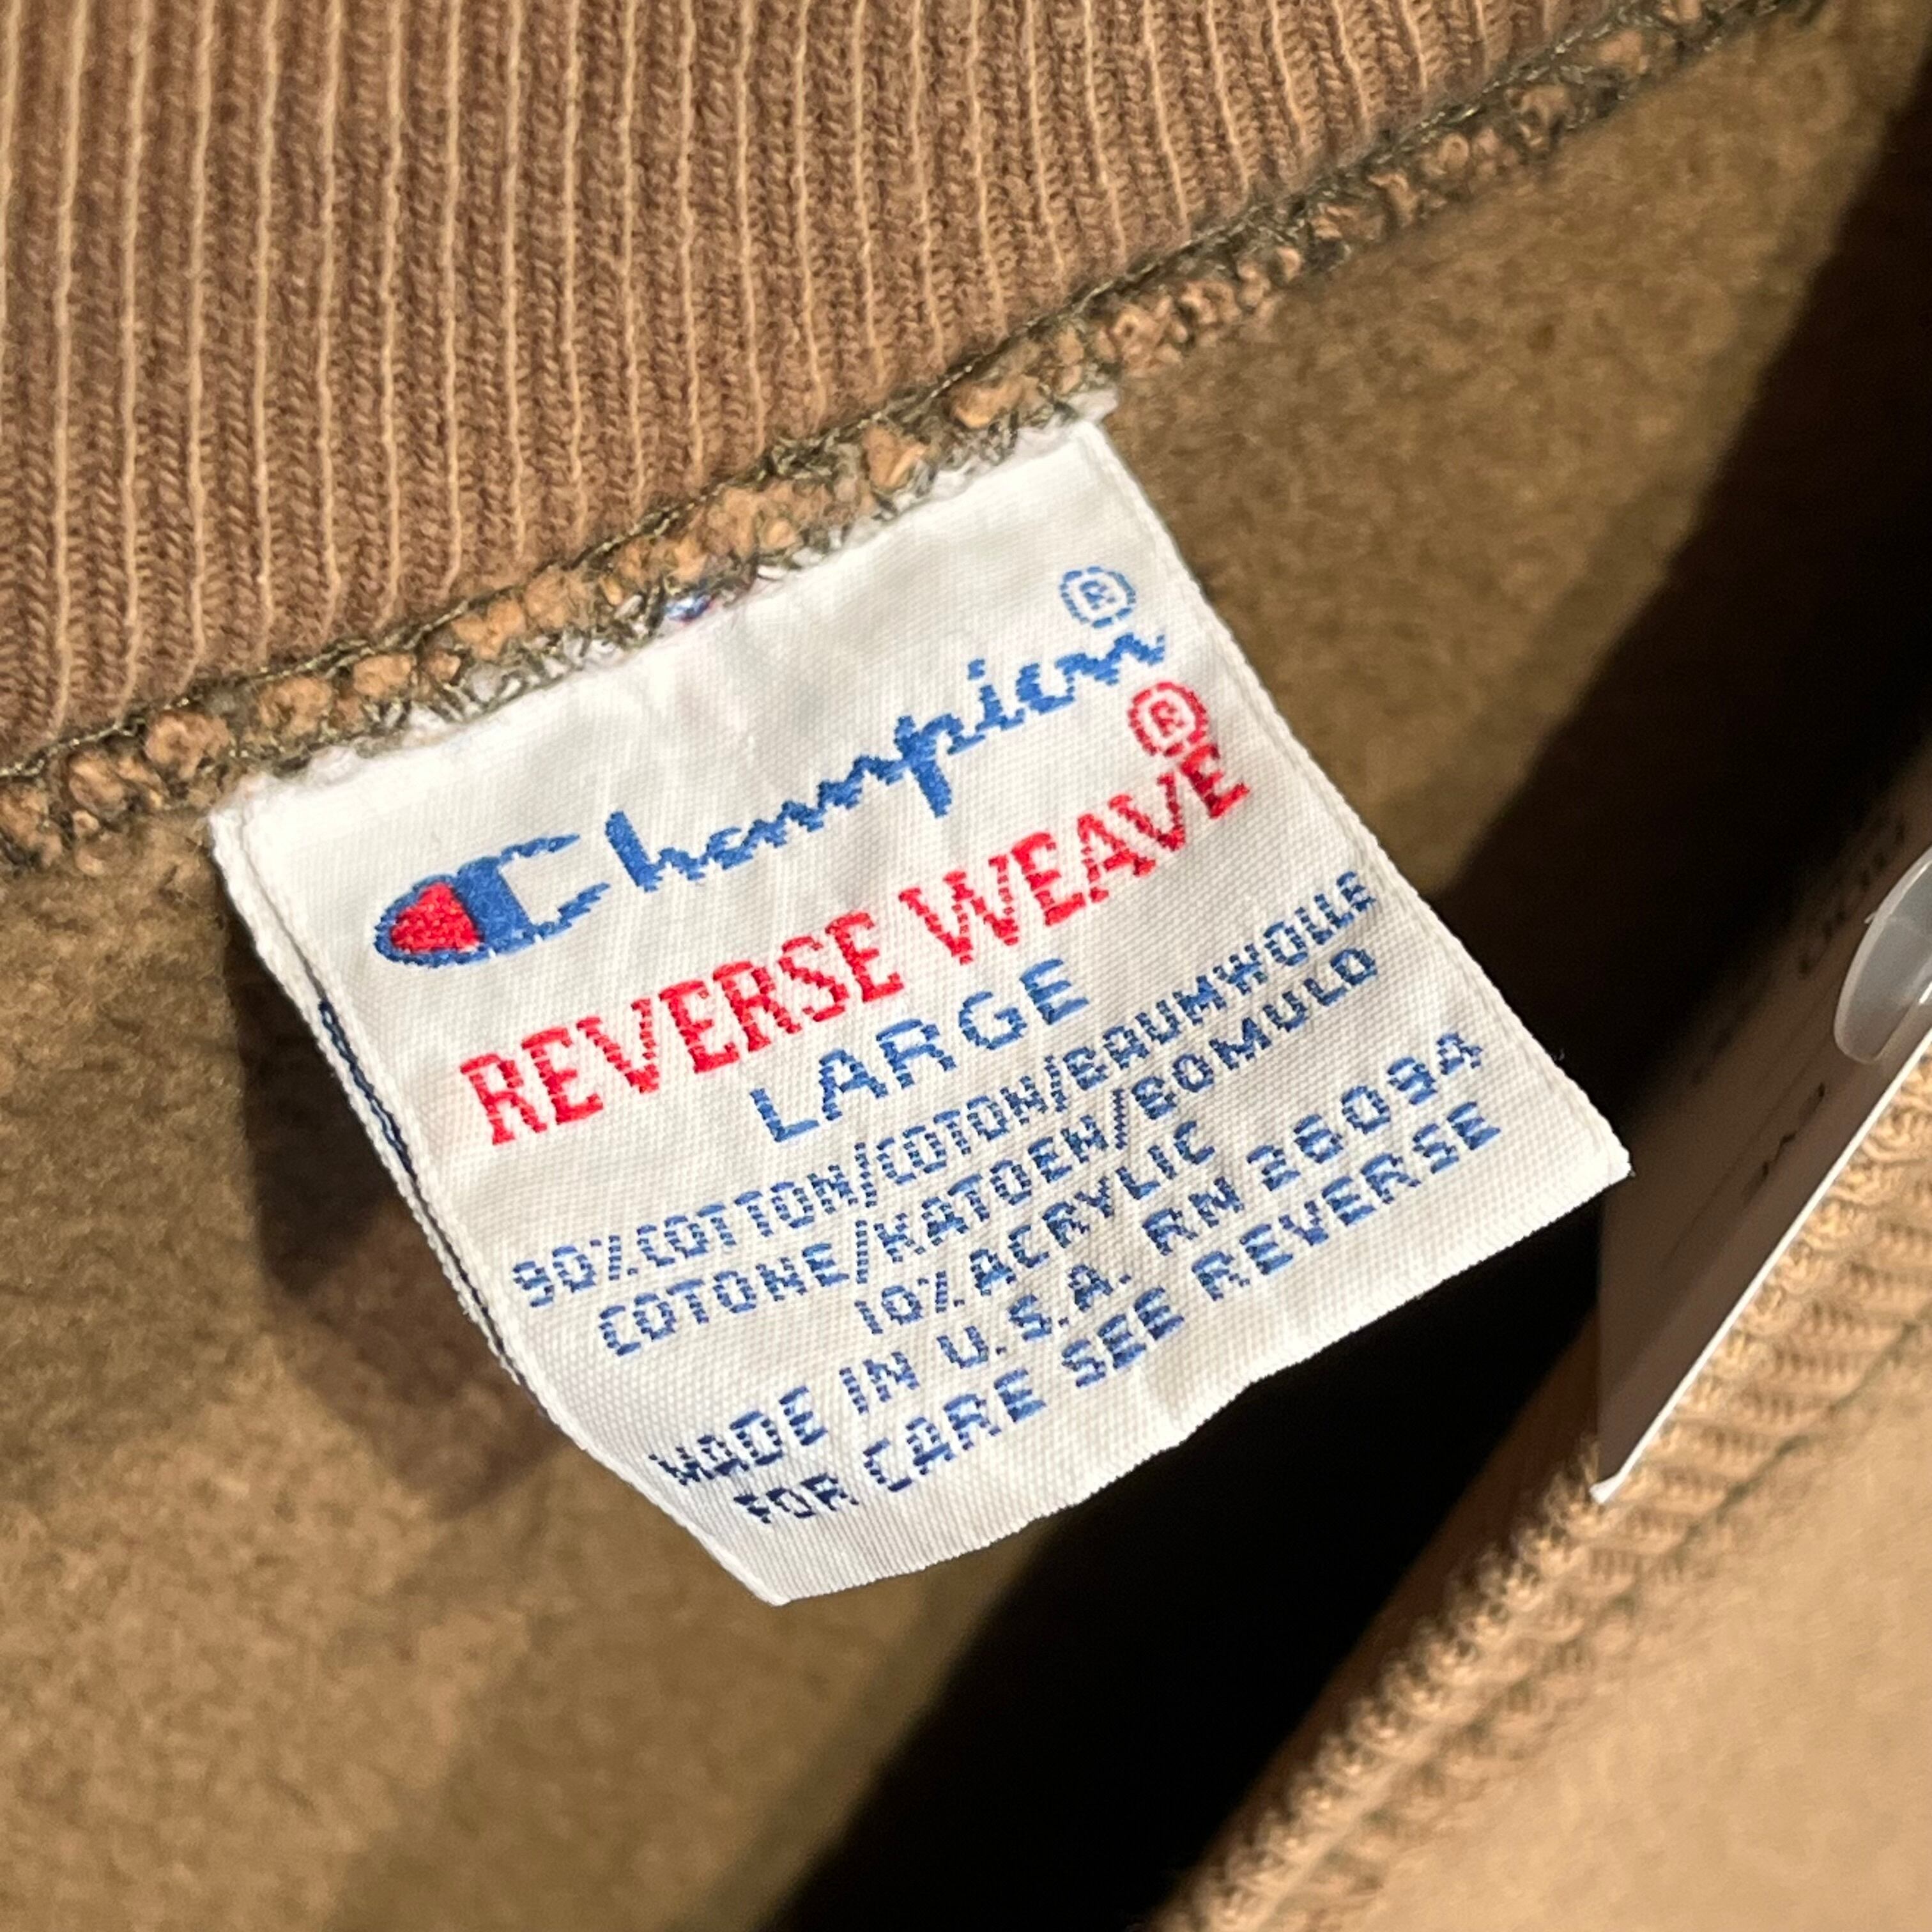 Champion®
REVERSE WEAVE®
LARGE
90% COTTON/COTON/BAUMWOLLE
COTONE/KATOEN/BOMULD
10% ACRYLIC
MADE IN U.S.A. RN 26094
FOR CARE SEE REVERSE